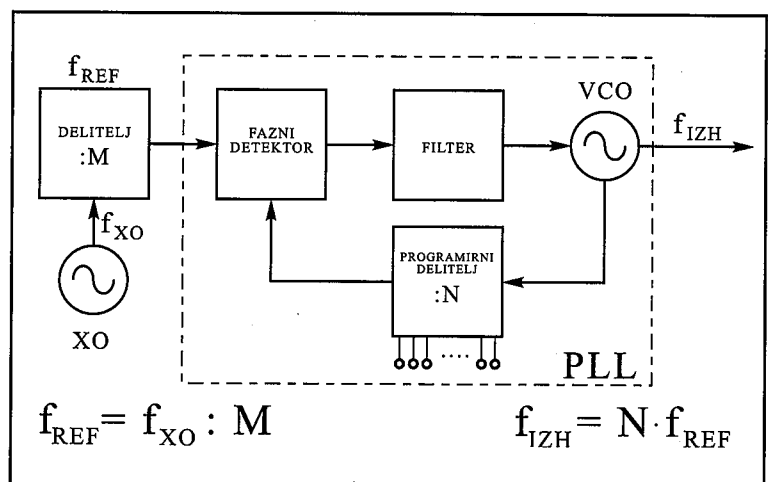 f_REF
DELITELJ
:M
f_XO
XO
FAZNI
DETEKTOR
FILTER
VCO
f_IZH
PROGRAMIRNI
DELITELJ
:N
PLL
f_REF = f_XO : M
f_IZH = N · f_REF